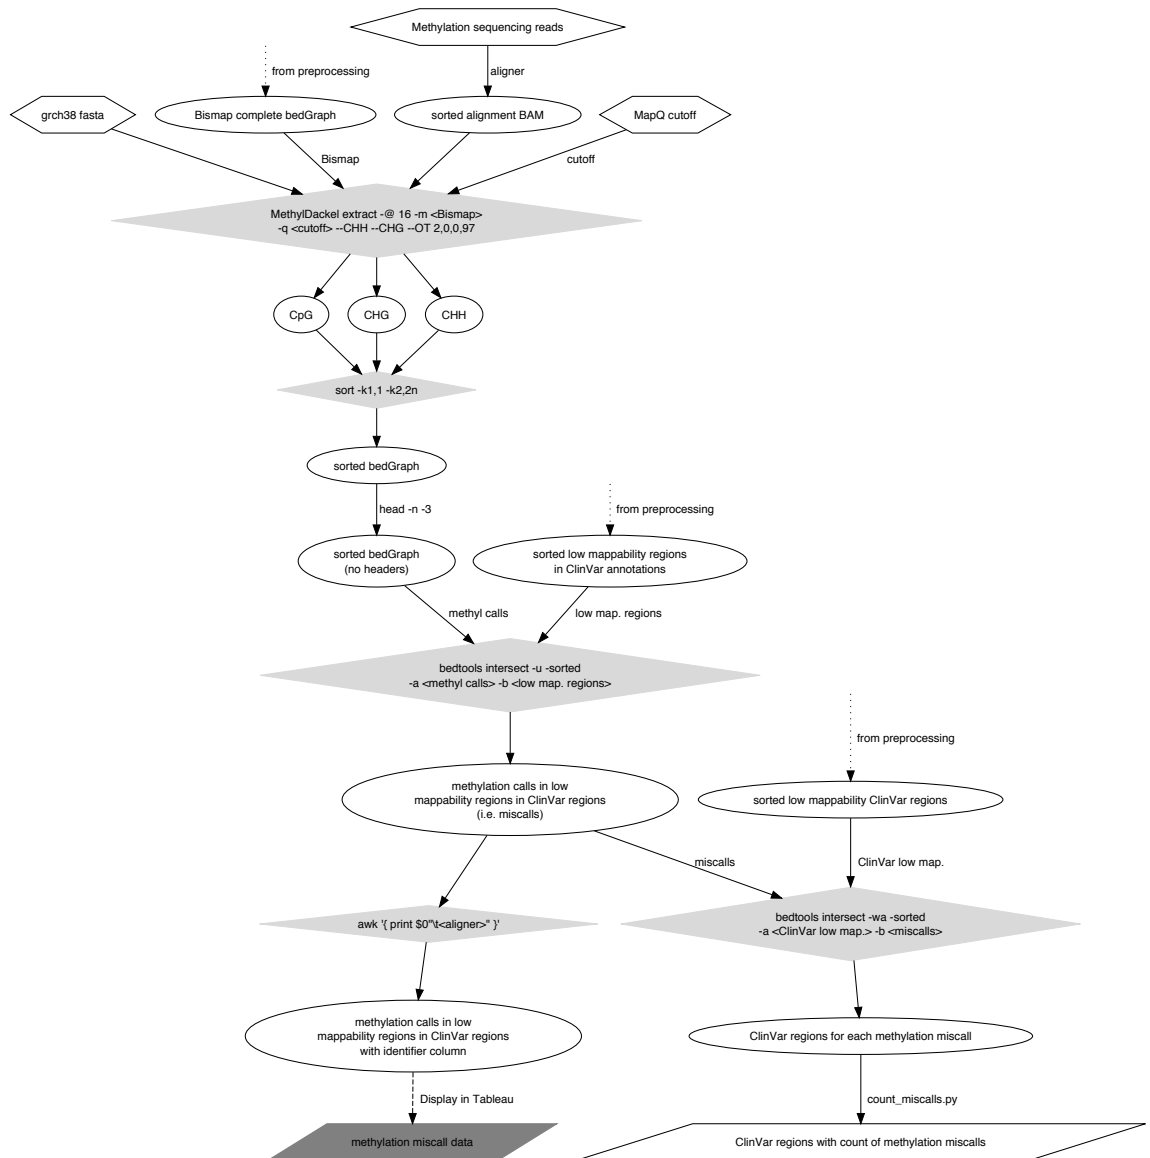 Methylation sequencing reads
from preprocessing
aligner
grch38 fasta
Bismap complete bedGraph
sorted alignment BAM
MapQ cutoff
Bismap
cutoff
MethylDackel extract -@ 16 -m <Bismap>
-q <cutoff> --CHH --CHG --OT 2,0,0,97
CpG
CHG
CHH
sort -k1,1 -k2,2n
sorted bedGraph
head -n -3
from preprocessing
sorted bedGraph
(no headers)
sorted low mappability regions
in ClinVar annotations
methyl calls
low map. regions
bedtools intersect -u -sorted
-a <methyl calls> -b <low map. regions>
from preprocessing
methylation calls in low
mappability regions in ClinVar regions
(i.e. miscalls)
sorted low mappability ClinVar regions
miscalls
ClinVar low map.
awk '{ print $0"\t<aligner>" }'
bedtools intersect -wa -sorted
-a <ClinVar low map.> -b <miscalls>
methylation calls in low
mappability regions in ClinVar regions
with identifier column
ClinVar regions for each methylation miscall
Display in Tableau
count_miscalls.py
methylation miscall data
ClinVar regions with count of methylation miscalls